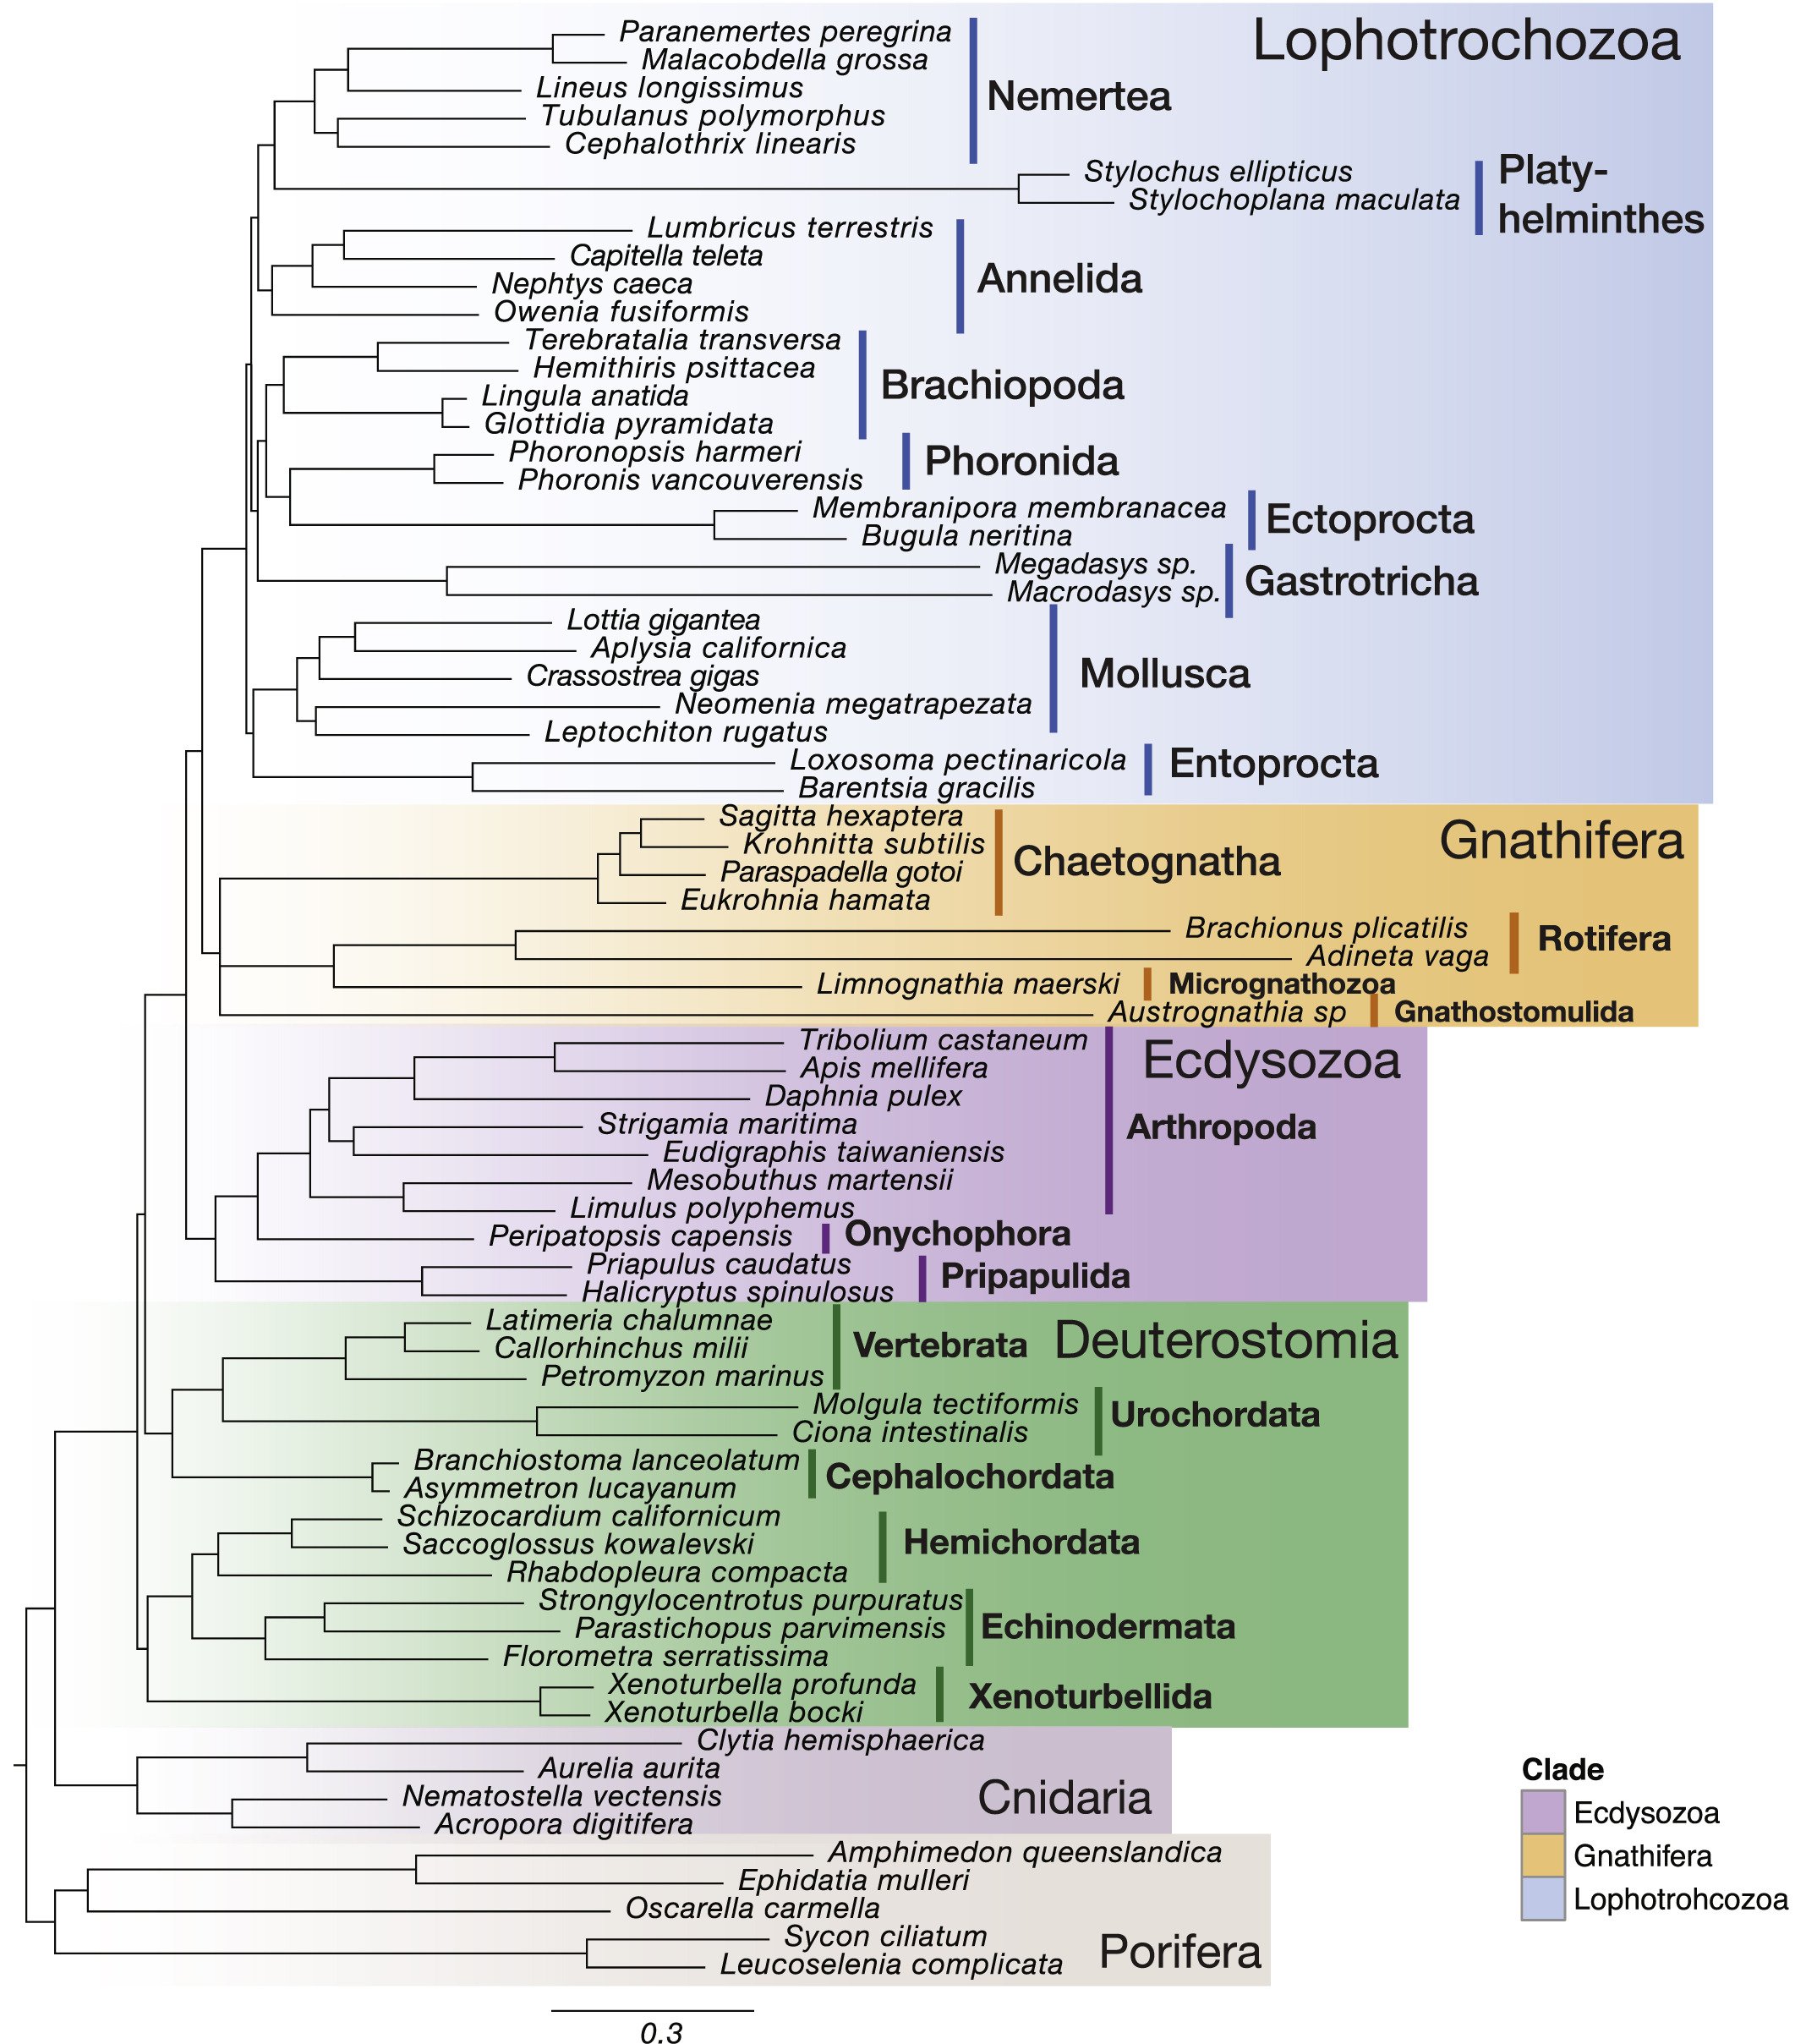 Lophotrochozoa
Paranemertes peregrina
Malacobdella grossa
Lineus longissimus
Tubulanus polymorphus
Cephalothrix linearis
Nemertea
Stylochus ellipticus
Stylochoplana maculata
Platy-
helminthes
Lumbricus terrestris
Capitella teleta
Nephtys caeca
Owenia fusiformis
Annelida
Terebratalia transversa
Hemithiris psittacea
Lingula anatida
Glottidia pyramidata
Brachiopoda
Phoronopsis harmeri
Phoronis vancouverensis
Phoronida
Membranipora membranacea
Bugula neritina
Ectoprocta
Megadasys sp.
Macrodasys sp.
Gastrotricha
Lottia gigantea
Aplysia californica
Crassostrea gigas
Neomenia megatrapezata
Leptochiton rugatus
Mollusca
Loxosoma pectinaricola
Barentsia gracilis
Entoprocta
Gnathifera
Sagitta hexaptera
Krohnitta subtilis
Paraspadella gotoi
Eukrohnia hamata
Chaetognatha
Brachionus plicatilis
Adineta vaga
Rotifera
Limnognathia maerski
Micrognathozoa
Austrognathia sp
Gnathostomulida
Ecdysozoa
Tribolium castaneum
Apis mellifera
Daphnia pulex
Strigamia maritima
Eudigraphis taiwaniensis
Mesobuthus martensii
Limulus polyphemus
Arthropoda
Peripatopsis capensis
Onychophora
Priapulus caudatus
Halicryptus spinulosus
Pripapulida
Deuterostomia
Latimeria chalumnae
Callorhinchus milii
Petromyzon marinus
Vertebrata
Molgula tectiformis
Ciona intestinalis
Urochordata
Branchiostoma lanceolatum
Asymmetron lucayanum
Cephalochordata
Schizocardium californicum
Saccoglossus kowalevski
Rhabdopleura compacta
Hemichordata
Strongylocentrotus purpuratus
Parastichopus parvimensis
Florometra serratissima
Echinodermata
Xenoturbella profunda
Xenoturbella bocki
Xenoturbellida
Clytia hemisphaerica
Aurelia aurita
Nematostella vectensis
Acropora digitifera
Cnidaria
Amphimedon queenslandica
Ephidatia mulleri
Oscarella carmella
Sycon ciliatum
Leucoselenia complicata
Porifera
Clade
Ecdysozoa
Gnathifera
Lophotrohcozoa
0.3